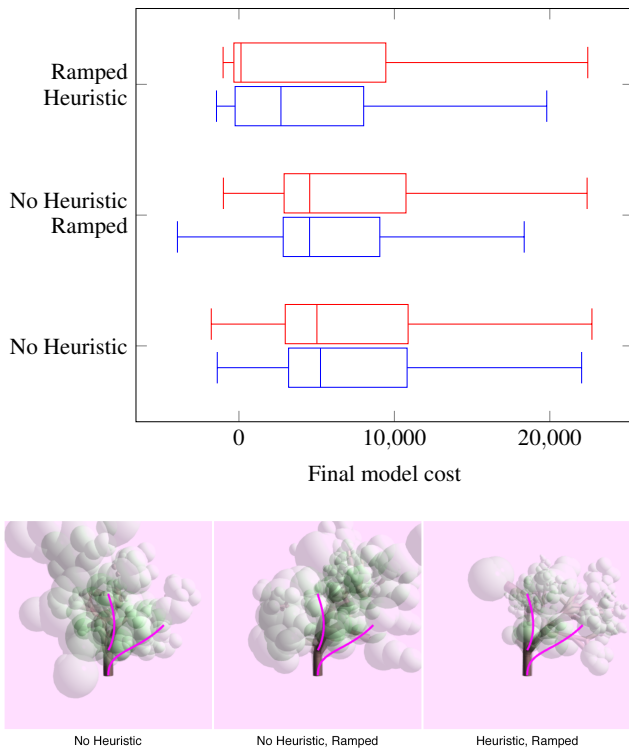 Ramped
Heuristic
No Heuristic
Ramped
No Heuristic
0 10,000 20,000
Final model cost
No Heuristic No Heuristic, Ramped Heuristic, Ramped